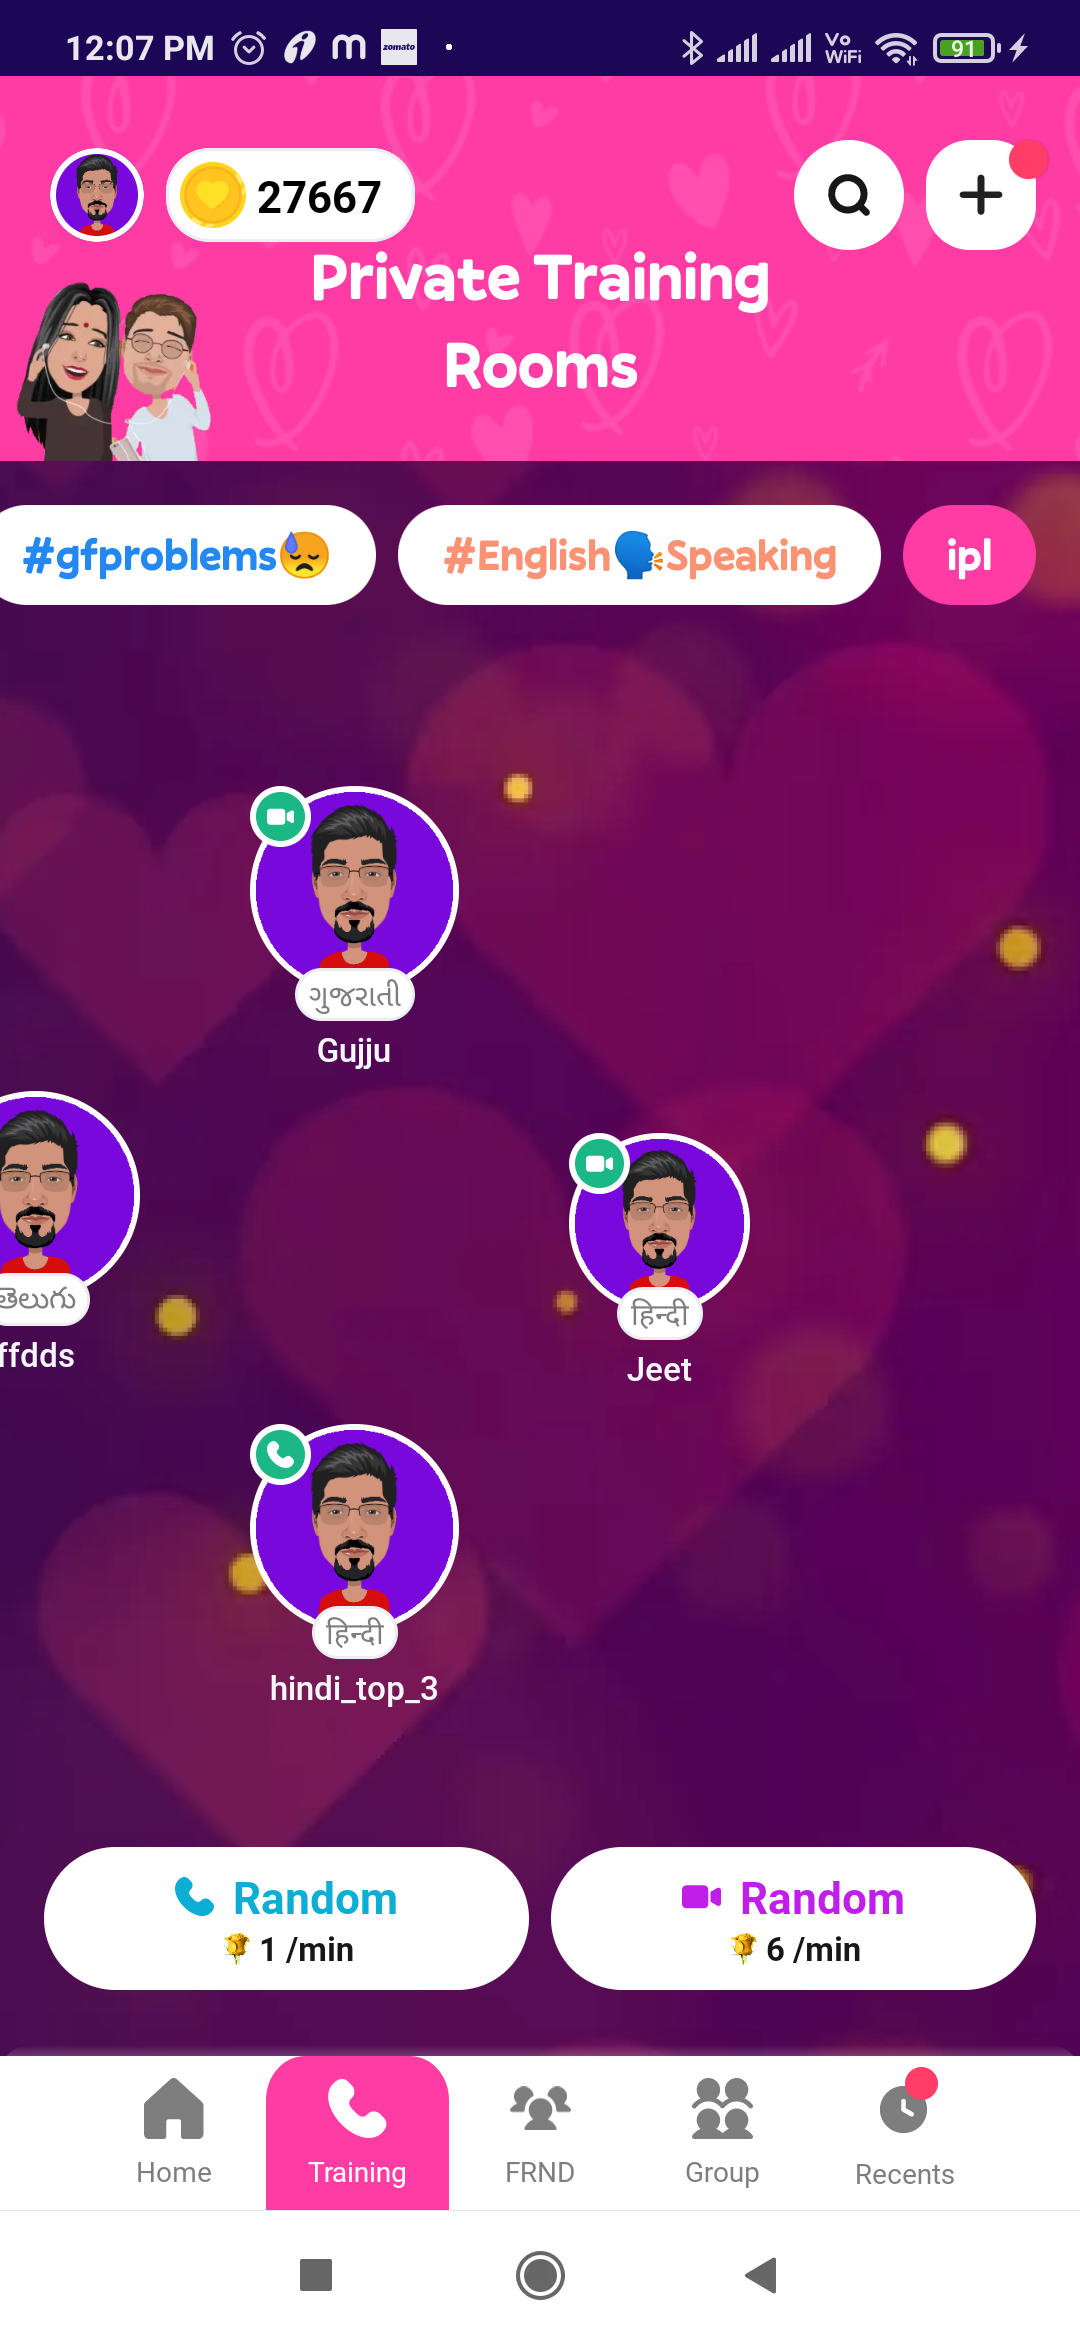 12:07 PM
zomato
Vo
WiFi
91
27667
Private Training
Rooms
#gfproblems😓
#English🗣️Speaking
ipl
ગુજરાતી
Gujju
తెలుగు
ffdds
हिन्दी
Jeet
हिन्दी
hindi_top_3
Random
1 /min
Random
6 /min
Home
Training
FRND
Group
Recents